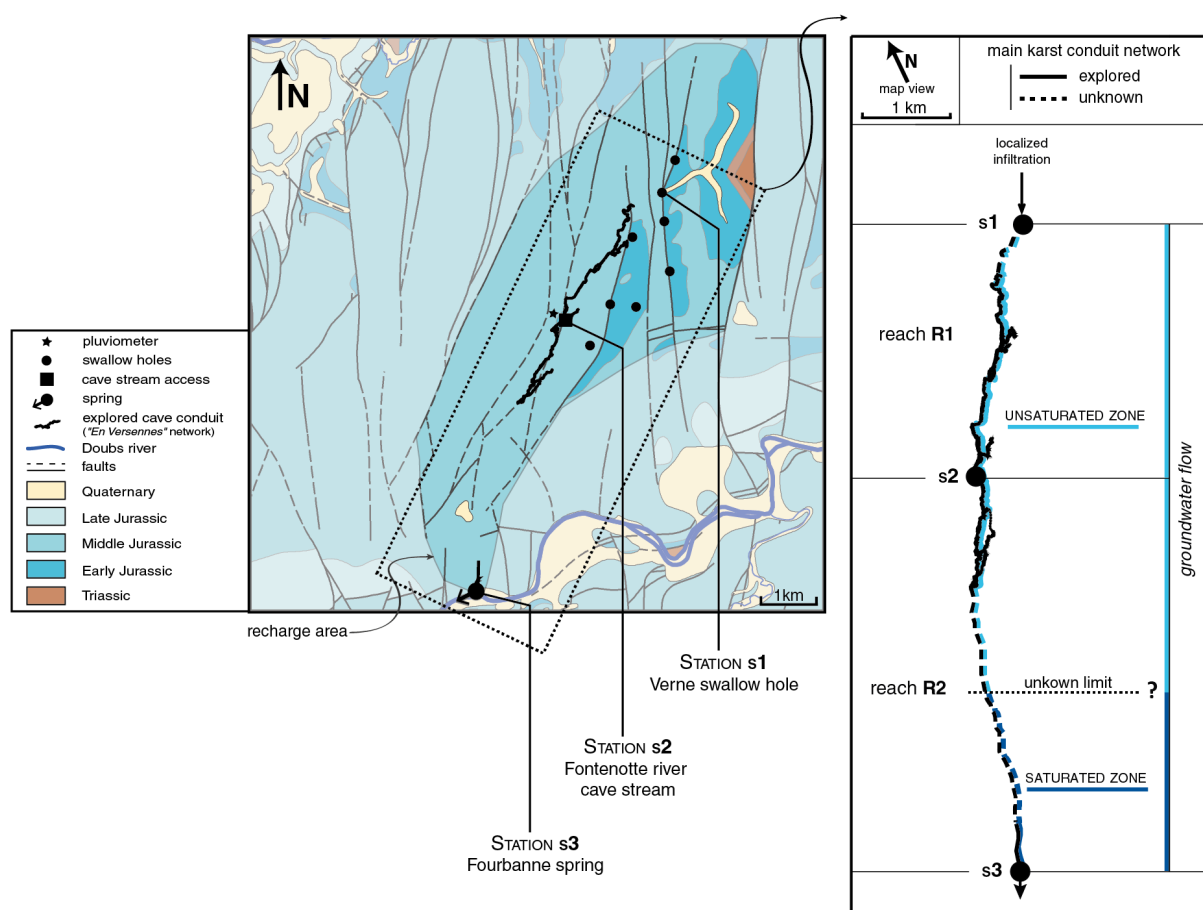 N
1km
pluviometer
swallow holes
cave stream access
spring
explored cave conduit
("En Versennes" network)
Doubs river
faults
Quaternary
Late Jurassic
Middle Jurassic
Early Jurassic
Triassic
recharge area
STATION s1
Verne swallow hole
STATION s2
Fontenotte river
cave stream
STATION s3
Fourbanne spring
N
map view
1 km
main karst conduit network
explored
unknown
localized
infiltration
s1
reach R1
UNSATURATED ZONE
s2
groundwater flow
reach R2
unkown limit
?
SATURATED ZONE
s3